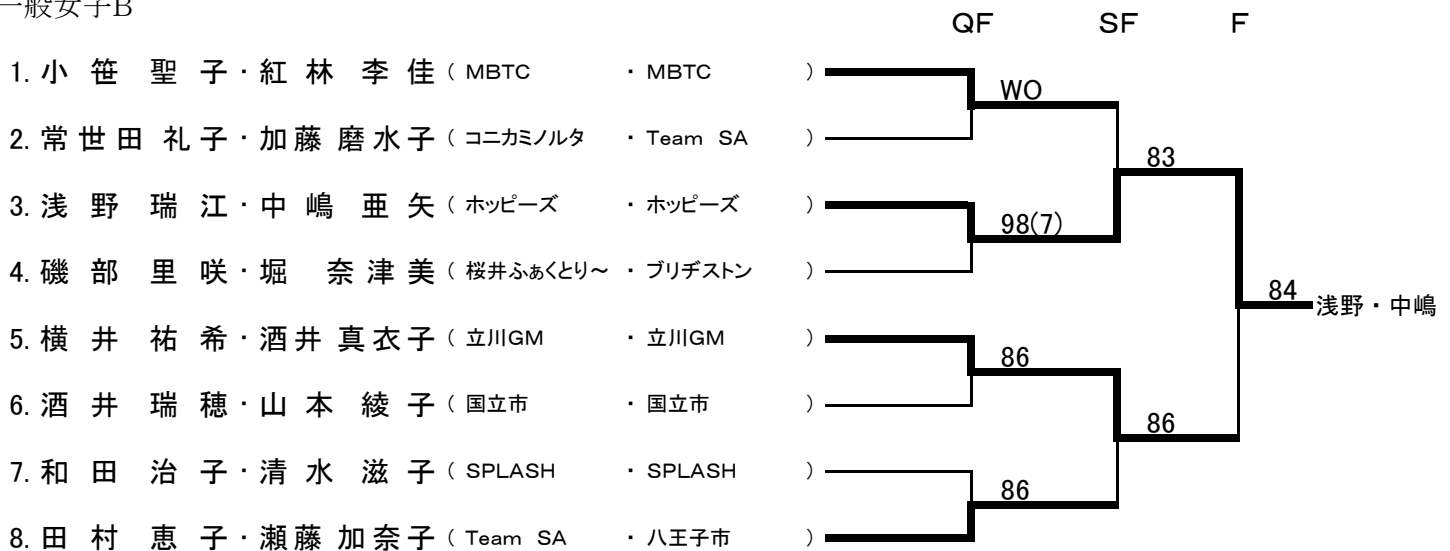 一般女子B
QF SF F
1. 小笹聖子・紅林李佳 ( MBTC ・ MBTC )
WO
2. 常世田礼子・加藤磨水子 ( コニカミノルタ ・ Team SA )
83
3. 浅野瑞江・中嶋亜矢 ( ホッピーズ ・ ホッピーズ )
98(7)
4. 磯部里咲・堀奈津美 ( 桜井ふぁくとり～ ・ ブリヂストン )
84 浅野・中嶋
5. 横井祐希・酒井真衣子 ( 立川GM ・ 立川GM )
86
6. 酒井瑞穂・山本綾子 ( 国立市 ・ 国立市 )
86
7. 和田治子・清水滋子 ( SPLASH ・ SPLASH )
86
8. 田村恵子・瀬藤加奈子 ( Team SA ・ 八王子市 )